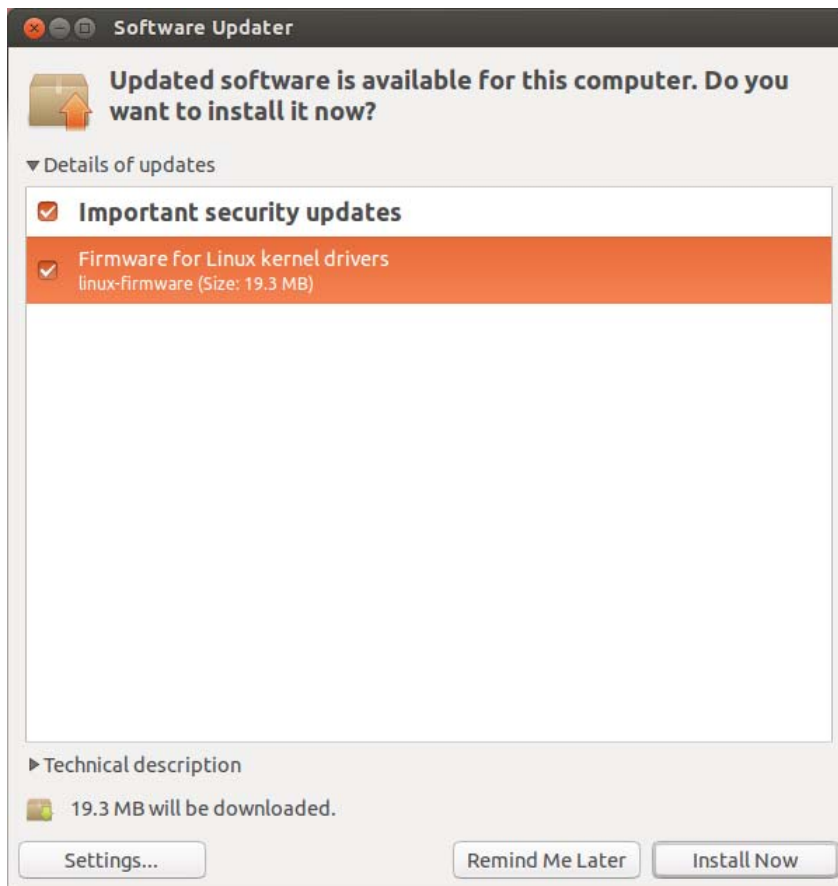 Software Updater
Updated software is available for this computer. Do you
want to install it now?
Details of updates
Important security updates
Firmware for Linux kernel drivers
linux-firmware (Size: 19.3 MB)
Technical description
19.3 MB will be downloaded.
Settings...
Remind Me Later
Install Now